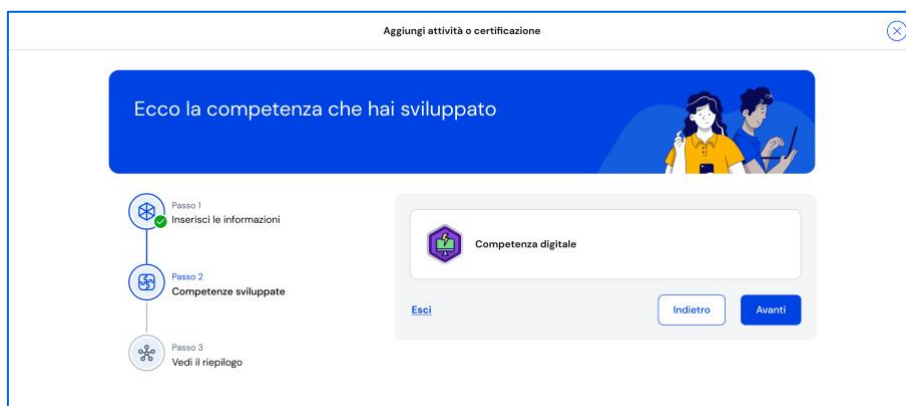 Aggiungi attività o certificazione
Ecco la competenza che hai sviluppato
Passo 1
Inserisci le informazioni
Passo 2
Competenze sviluppate
Passo 3
Vedi il riepilogo
Competenza digitale
Esci
Indietro
Avanti